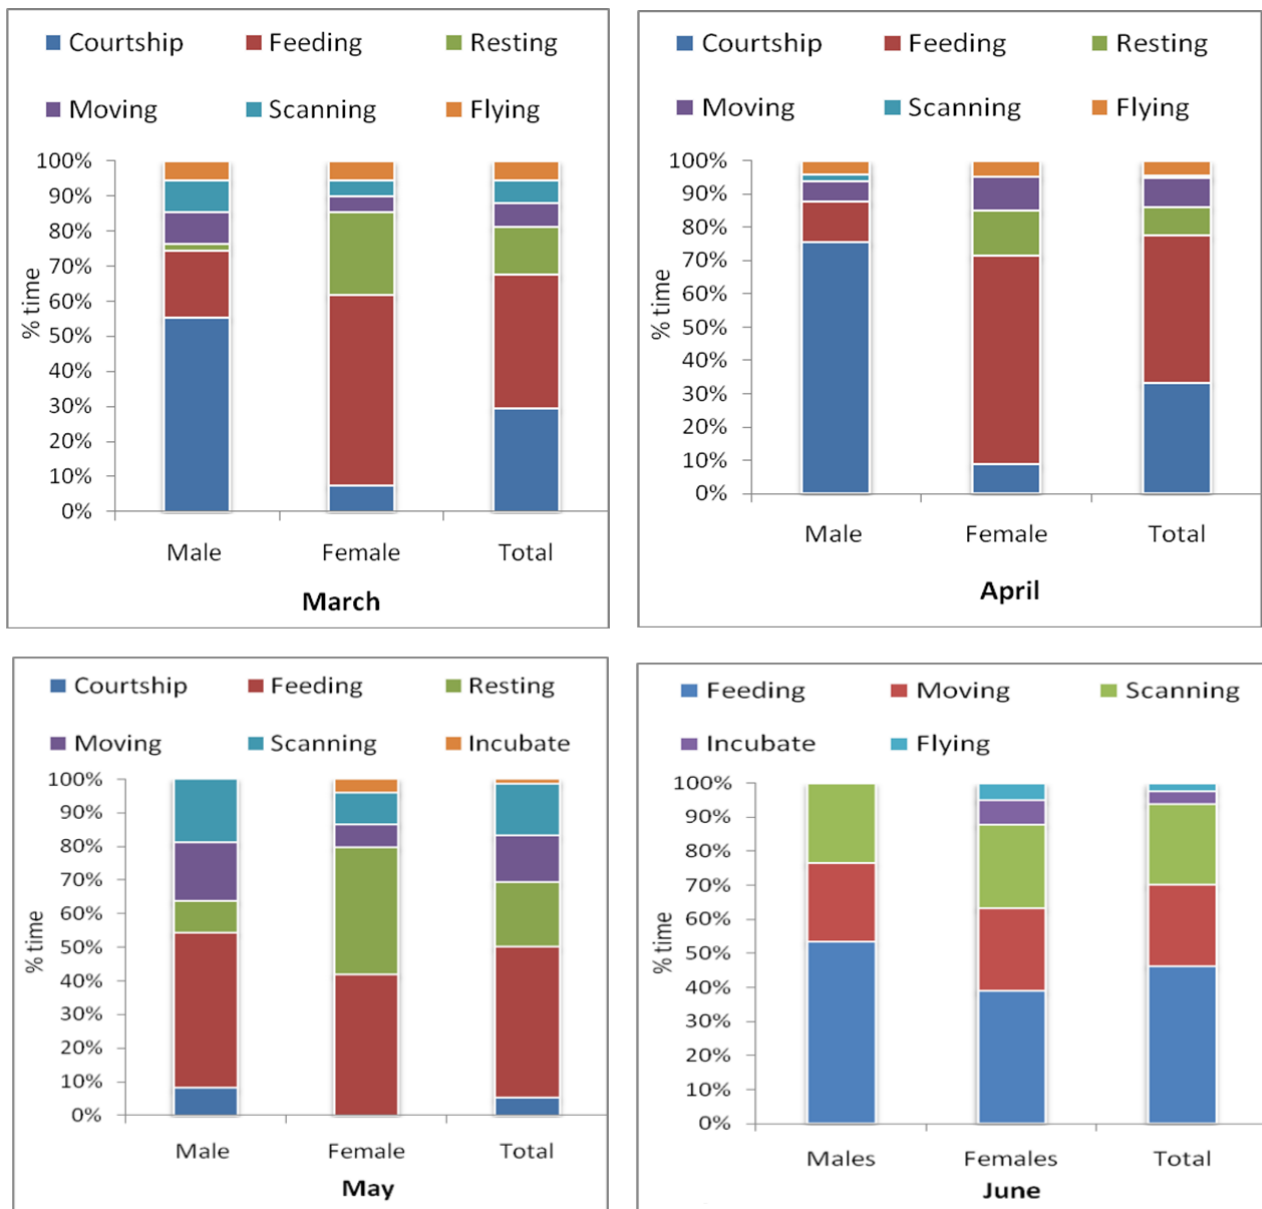 Courtship Feeding Resting
Moving Scanning Flying
100%
90%
80%
70%
60%
50%
40%
30%
20%
10%
0%
% time
Male Female Total
March
Courtship Feeding Resting
Moving Scanning Flying
100%
90%
80%
70%
60%
50%
40%
30%
20%
10%
0%
% time
Male Female Total
April
Courtship Feeding Resting
Moving Scanning Incubate
100%
90%
80%
70%
60%
50%
40%
30%
20%
10%
0%
% time
Male Female Total
May
Feeding Moving Scanning
Incubate Flying
100%
90%
80%
70%
60%
50%
40%
30%
20%
10%
0%
% time
Males Females Total
June